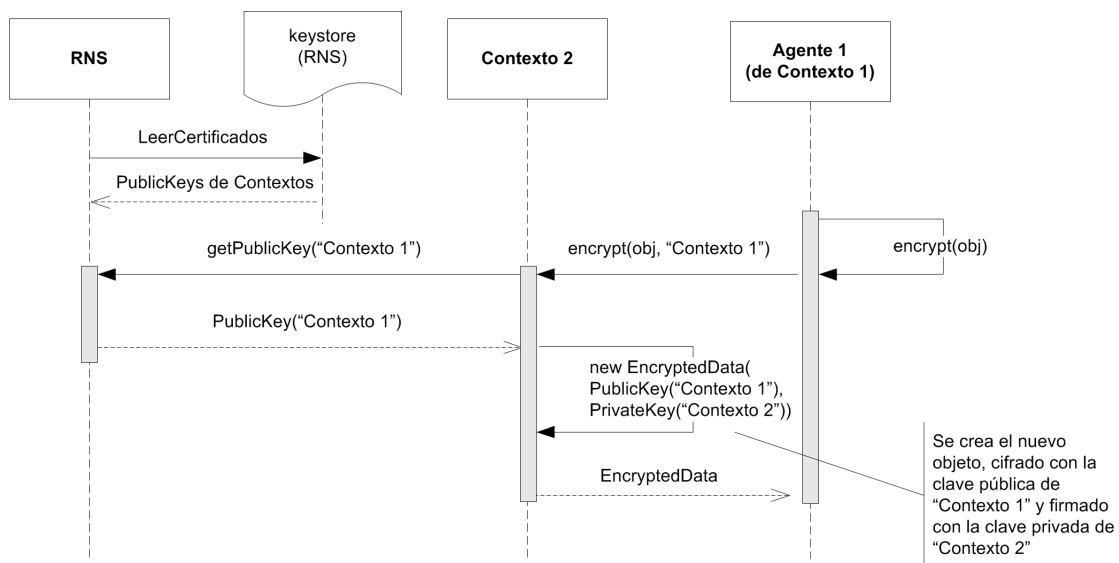 RNS
keystore
(RNS)
Contexto 2
Agente 1
(de Contexto 1)
LeerCertificados
PublicKeys de Contextos
getPublicKey(“Contexto 1”)
encrypt(obj, “Contexto 1”)
encrypt(obj)
PublicKey(“Contexto 1”)
new EncryptedData(
PublicKey(“Contexto 1”),
PrivateKey(“Contexto 2”))
EncryptedData
Se crea el nuevo
objeto, cifrado con la
clave pública de
“Contexto 1” y firmado
con la clave privada de
“Contexto 2”